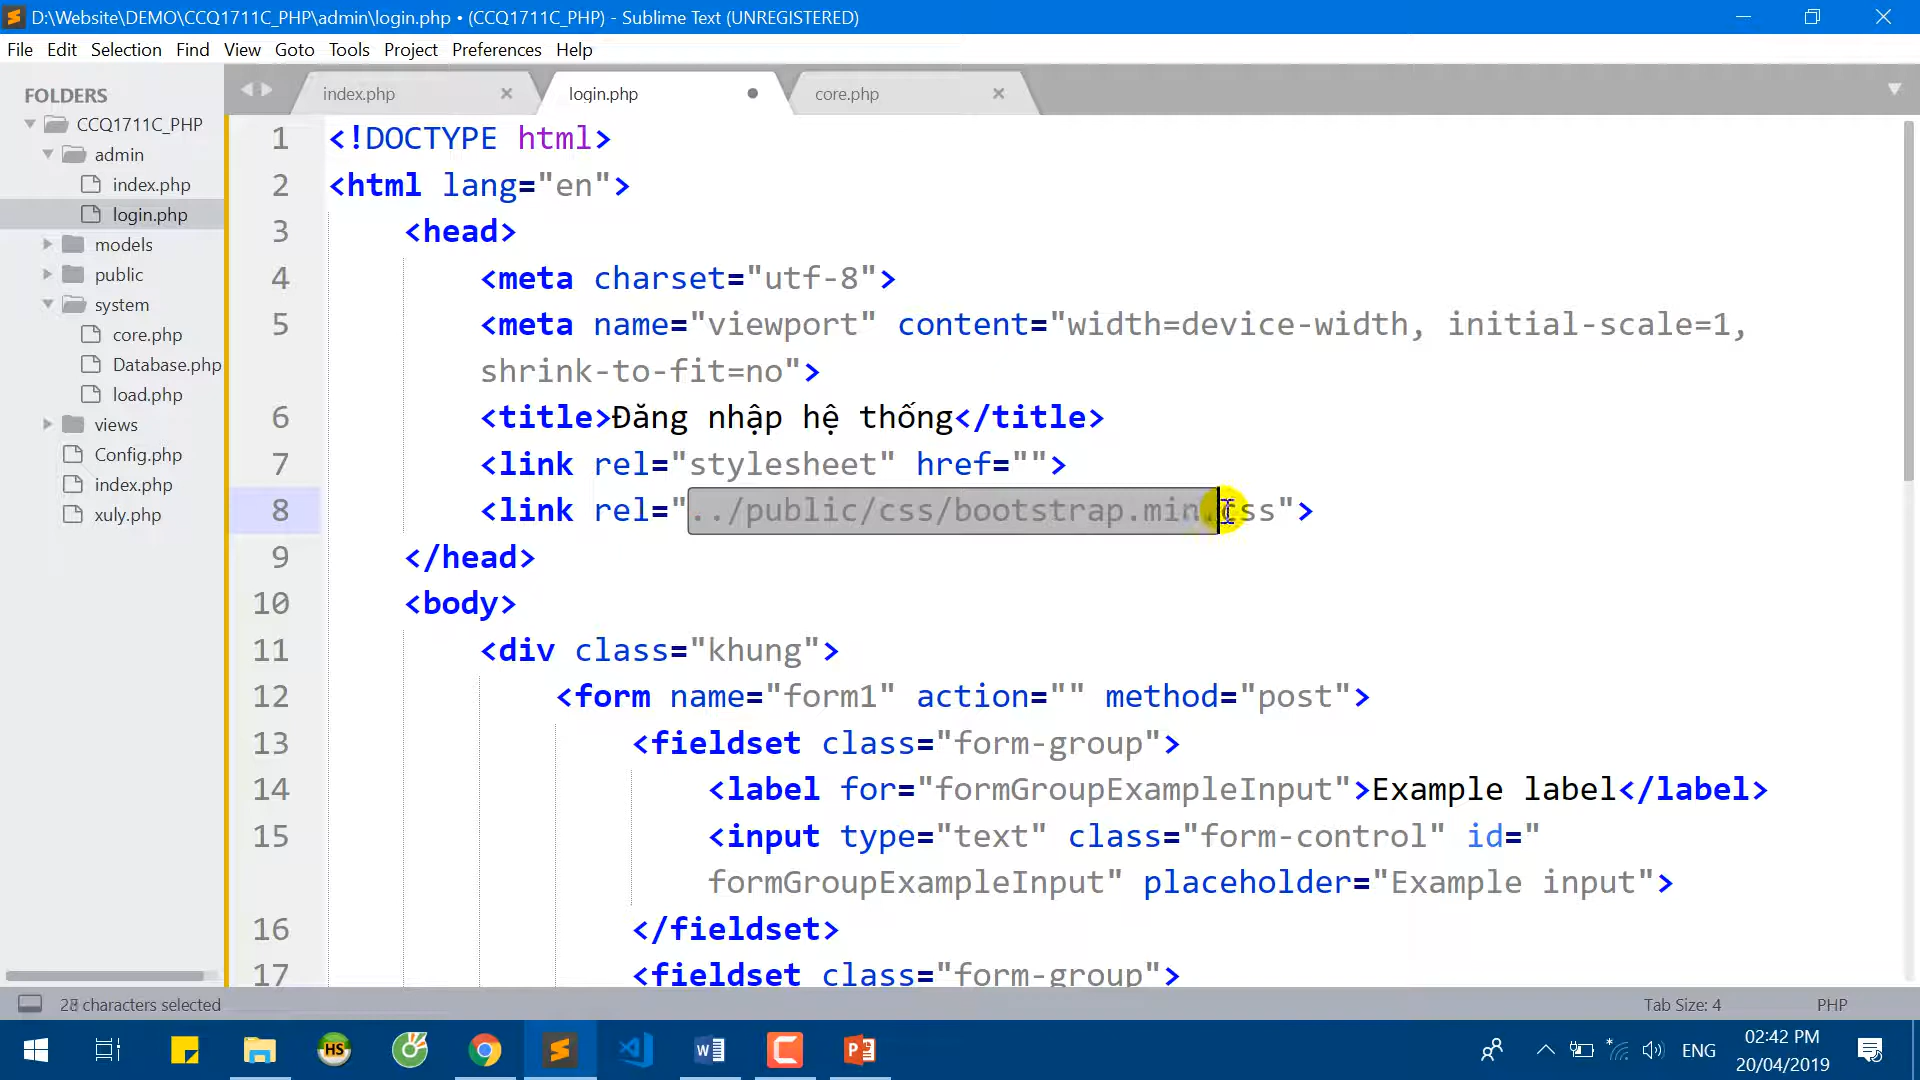 D:\Website\DEMO\CCQ1711C_PHP\admin\login.php • (CCQ1711C_PHP) - Sublime Text (UNREGISTERED)
File Edit Selection Find View Goto Tools Project Preferences Help
FOLDERS
CCQ1711C_PHP
admin
index.php
login.php
models
public
system
core.php
Database.php
load.php
views
Config.php
index.php
xuly.php
index.php login.php core.php
1 <!DOCTYPE html>
2 <html lang="en">
3 <head>
4 <meta charset="utf-8">
5 <meta name="viewport" content="width=device-width, initial-scale=1,
shrink-to-fit=no">
6 <title>Đăng nhập hệ thống</title>
7 <link rel="stylesheet" href="">
8 <link rel="../public/css/bootstrap.min.css">
9 </head>
10 <body>
11 <div class="khung">
12 <form name="form1" action="" method="post">
13 <fieldset class="form-group">
14 <label for="formGroupExampleInput">Example label</label>
15 <input type="text" class="form-control" id="
formGroupExampleInput" placeholder="Example input">
16 </fieldset>
17 <fieldset class="form-group">
characters selected Tab Size: 4 PHP
HS
ENG
02:42 PM
20/04/2019